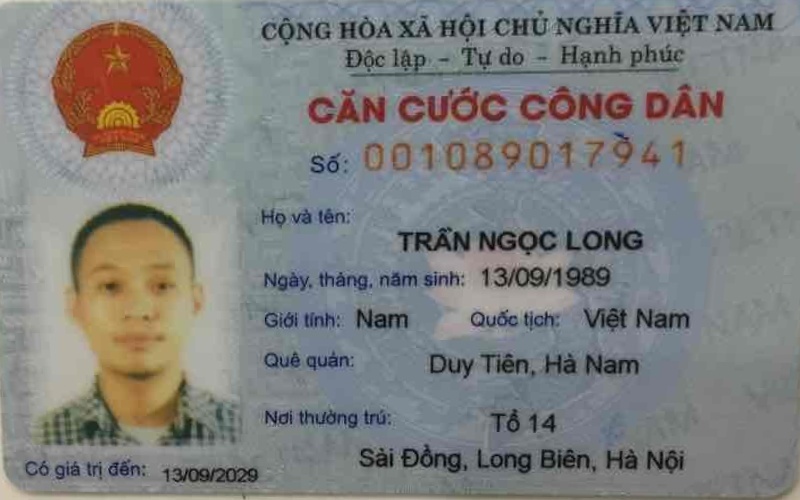 CỘNG HÒA XÃ HỘI CHỦ NGHĨA VIỆT NAM
Độc lập - Tự do - Hạnh phúc
CĂN CƯỚC CÔNG DÂN
Số: 001089017941
Họ và tên:
TRẦN NGỌC LONG
Ngày, tháng, năm sinh: 13/09/1989
Giới tính: Nam Quốc tịch: Việt Nam
Quê quán: Duy Tiên, Hà Nam
Nơi thường trú: Tổ 14
Sài Đồng, Long Biên, Hà Nội
Có giá trị đến: 13/09/2029